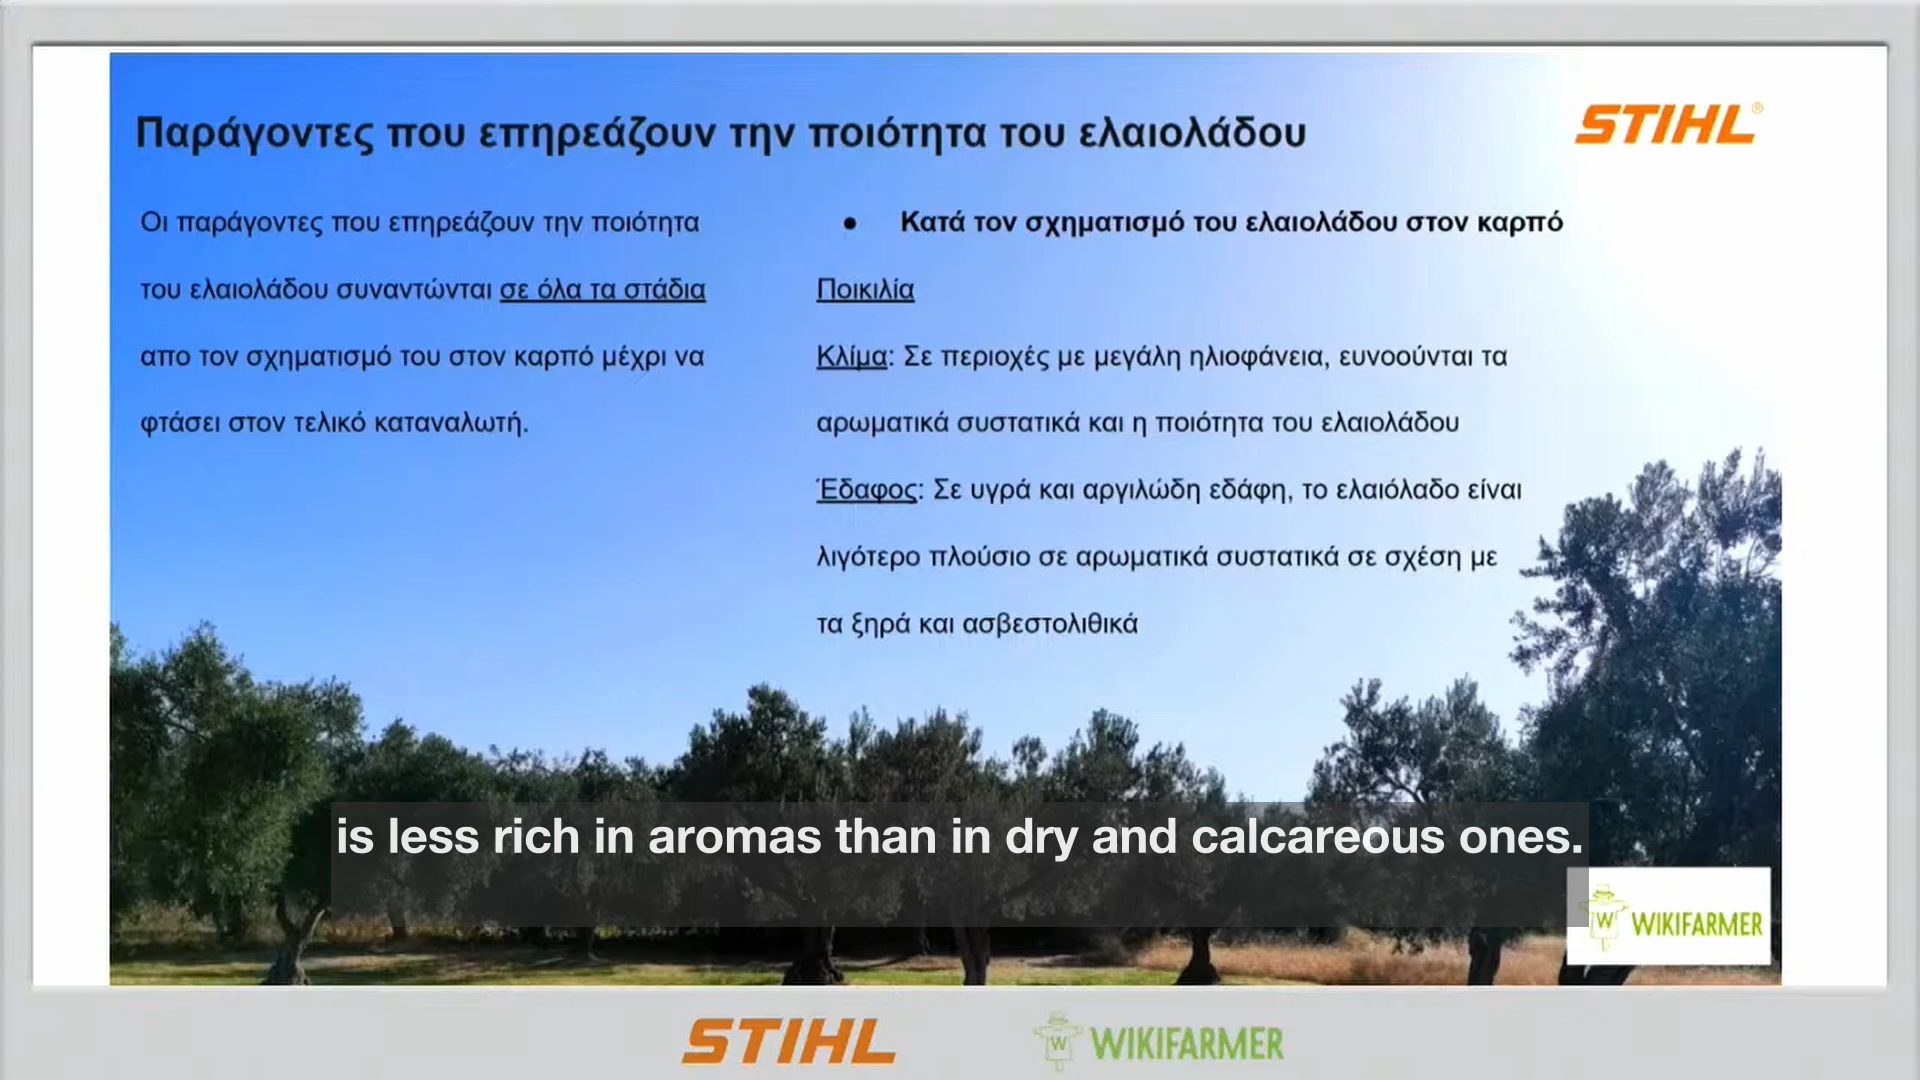 Παράγοντες που επηρεάζουν την ποιότητα του ελαιολάδου
STIHL®
Οι παράγοντες που επηρεάζουν την ποιότητα
του ελαιολάδου συναντώνται σε όλα τα στάδια
απο τον σχηματισμό του στον καρπό μέχρι να
φτάσει στον τελικό καταναλωτή.
● Κατά τον σχηματισμό του ελαιολάδου στον καρπό
Ποικιλία
Κλίμα: Σε περιοχές με μεγάλη ηλιοφάνεια, ευνοούνται τα
αρωματικά συστατικά και η ποιότητα του ελαιολάδου
Έδαφος: Σε υγρά και αργιλώδη εδάφη, το ελαιόλαδο είναι
λιγότερο πλούσιο σε αρωματικά συστατικά σε σχέση με
τα ξηρά και ασβεστολιθικά
is less rich in aromas than in dry and calcareous ones.
W WIKIFARMER
STIHL
W WIKIFARMER